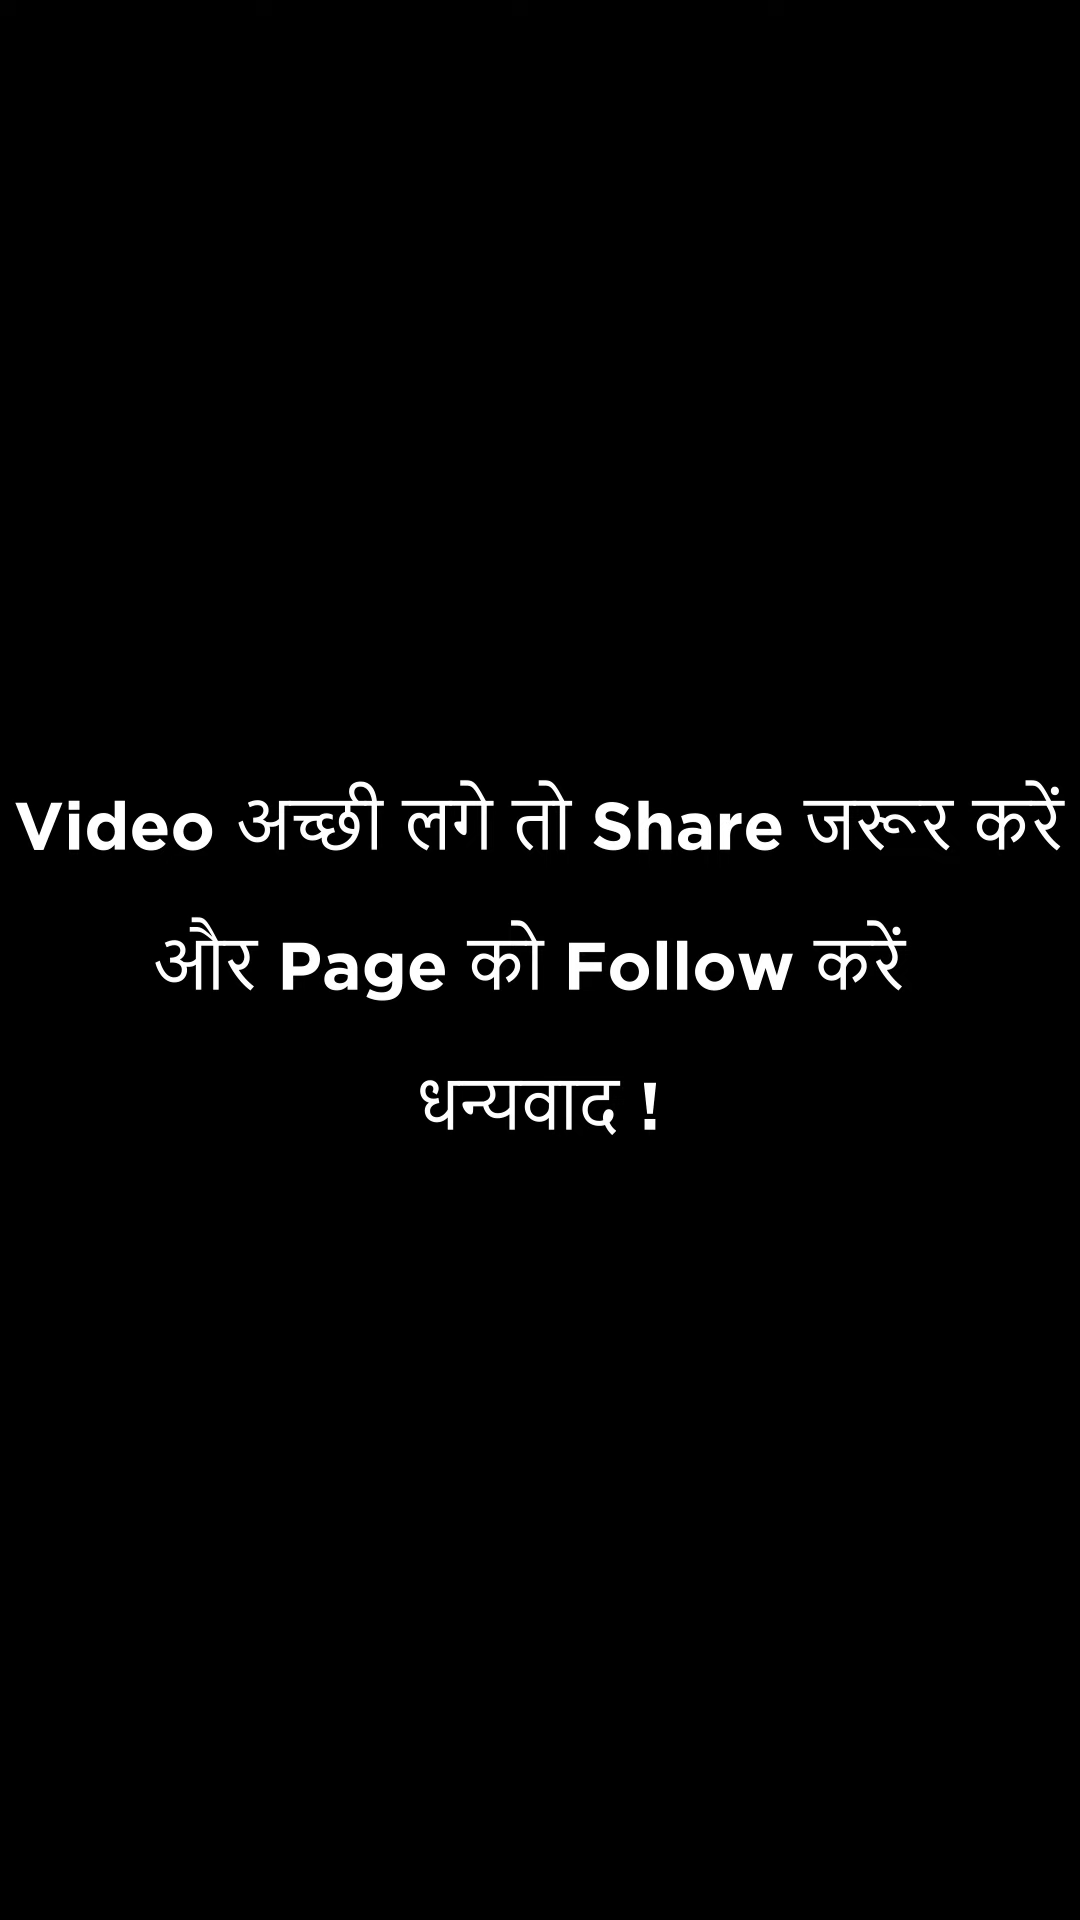 Video अच्छी लगे तो Share जरूर करें
और Page को Follow करें
धन्यवाद !